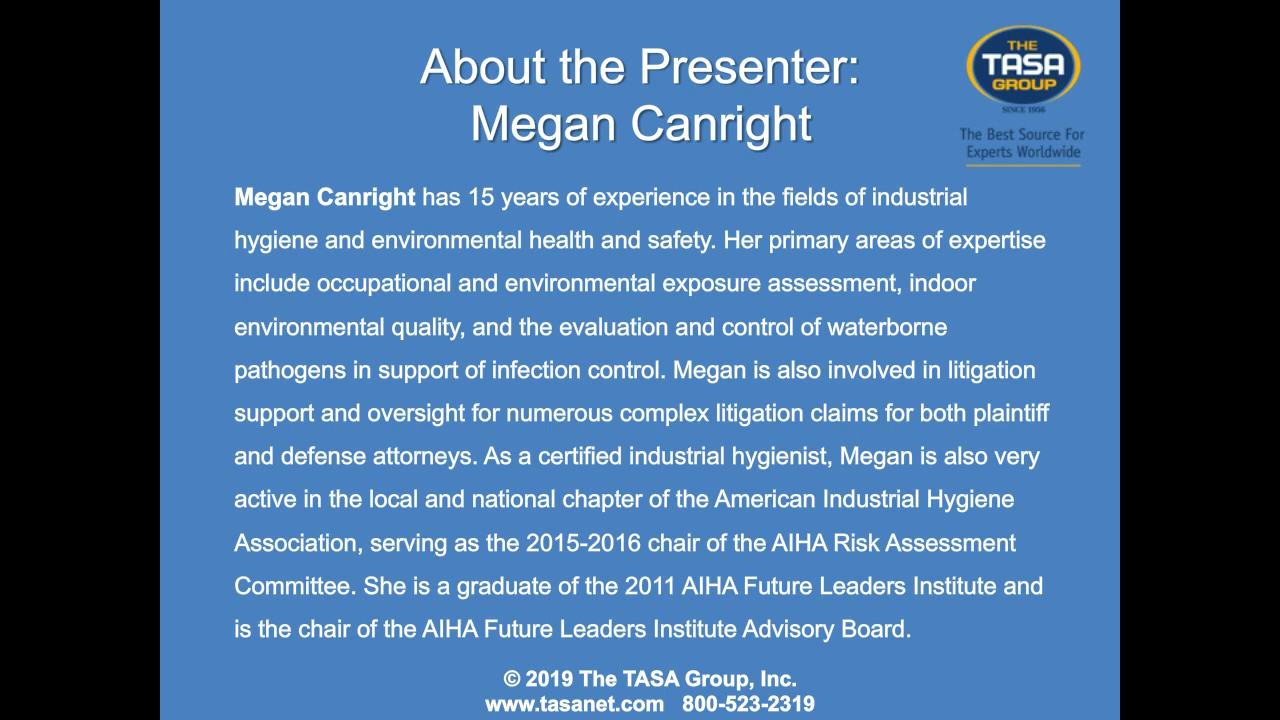 About the Presenter:
Megan Canright
THE
TASA
GROUP
SINCE 1956
The Best Source For
Experts Worldwide
Megan Canright has 15 years of experience in the fields of industrial
hygiene and environmental health and safety. Her primary areas of expertise
include occupational and environmental exposure assessment, indoor
environmental quality, and the evaluation and control of waterborne
pathogens in support of infection control. Megan is also involved in litigation
support and oversight for numerous complex litigation claims for both plaintiff
and defense attorneys. As a certified industrial hygienist, Megan is also very
active in the local and national chapter of the American Industrial Hygiene
Association, serving as the 2015-2016 chair of the AIHA Risk Assessment
Committee. She is a graduate of the 2011 AIHA Future Leaders Institute and
is the chair of the AIHA Future Leaders Institute Advisory Board.
© 2019 The TASA Group, Inc.
www.tasanet.com 800-523-2319